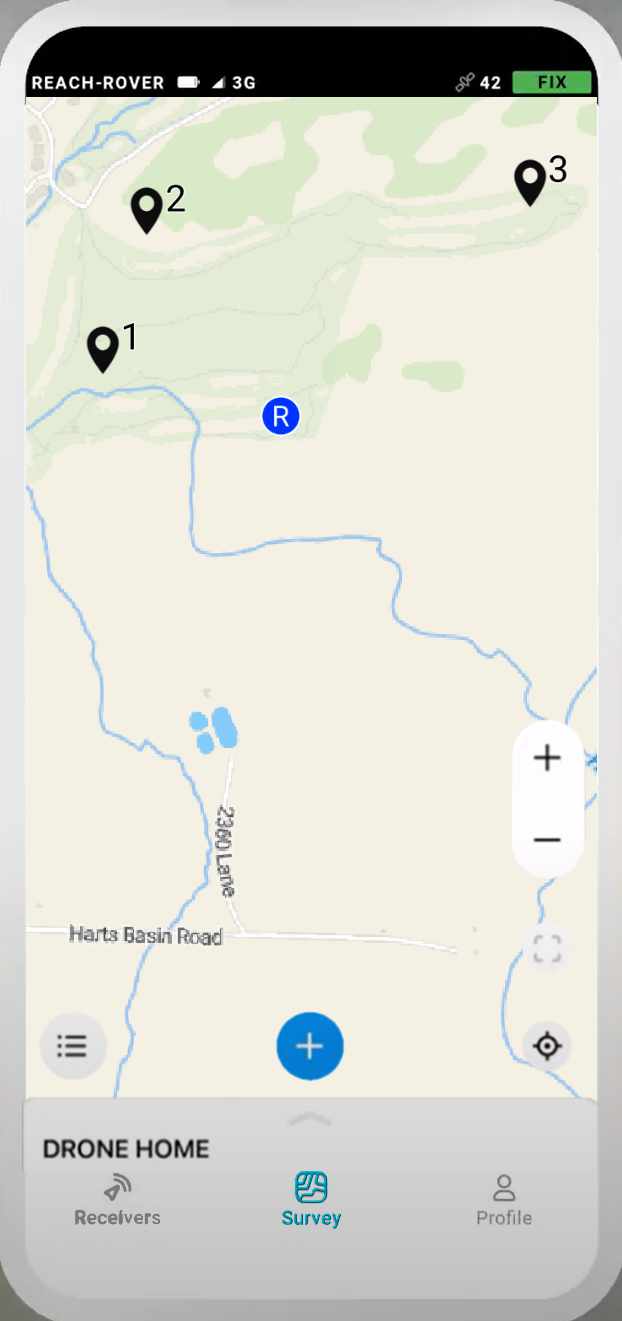 REACH-ROVER 3G 42 FIX
3
2
1
R
2360 Lane
Harts Basin Road
DRONE HOME
Receivers Survey Profile